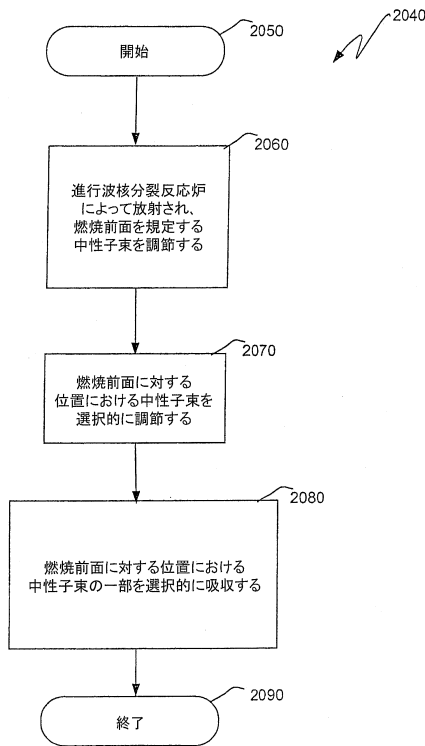 2040
開始
2050
2060
進行波核分裂反応炉
によって放射され、
燃焼前面を規定する
中性子束を調節する
2070
燃焼前面に対する
位置における中性子束を
選択的に調節する
2080
燃焼前面に対する位置における
中性子束の一部を選択的に吸収する
2090
終了